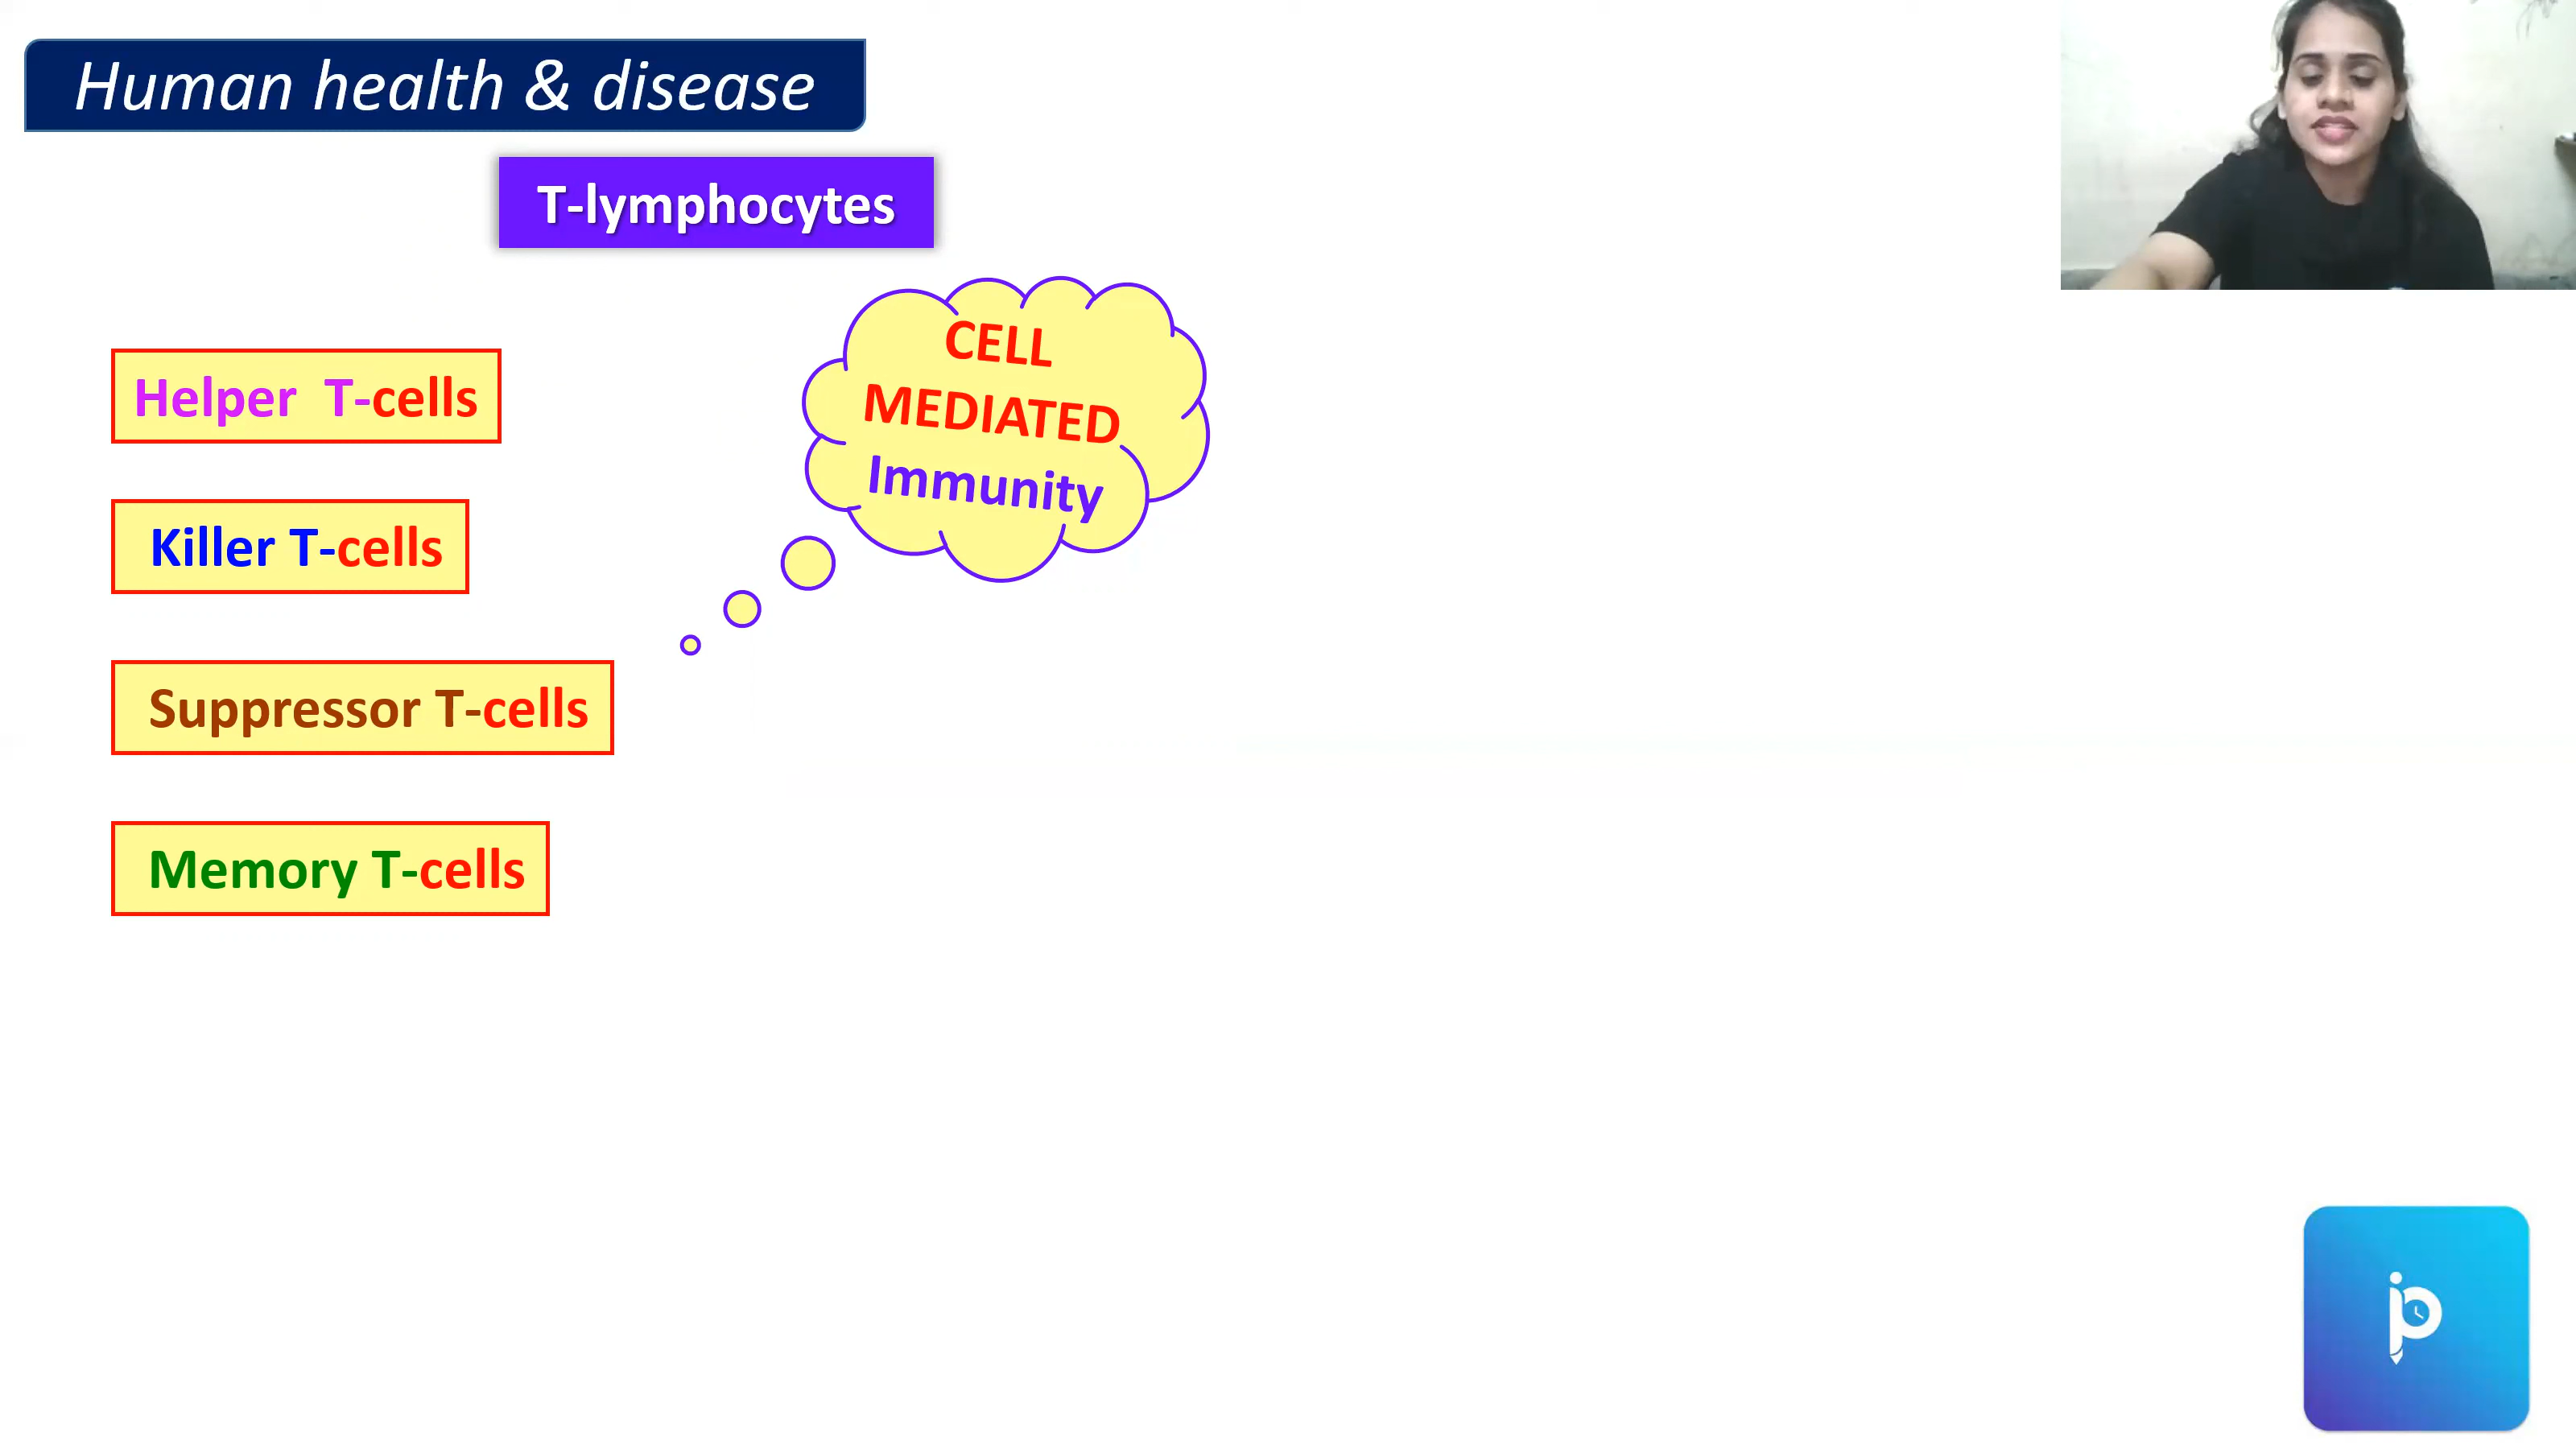 Human health & disease
T-lymphocytes
CELL
MEDIATED
Immunity
Helper T-cells
Killer T-cells
Suppressor T-cells
Memory T-cells